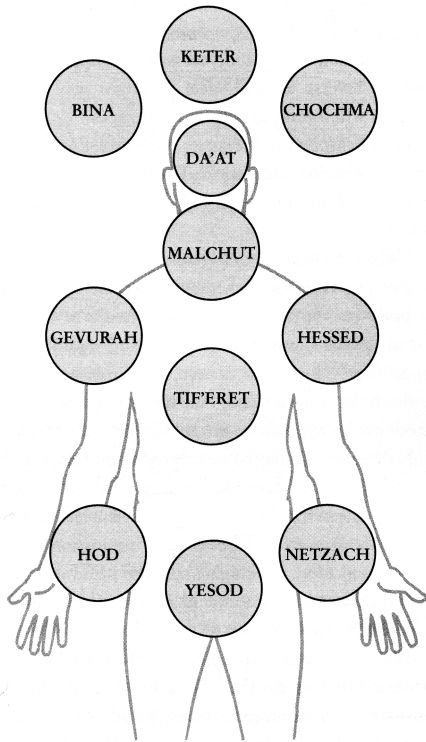 KETER
BINA
CHOCHMA
DA'AT
MALCHUT
GEVURAH
HESSED
TIF'ERET
HOD
NETZACH
YESOD